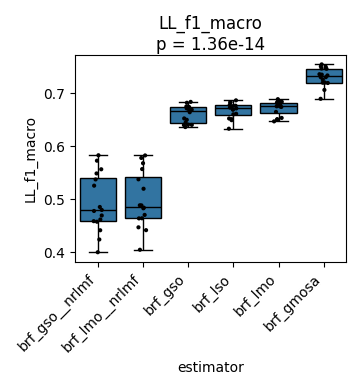 LL_f1_macro
p = 1.36e-14
LL_f1_macro
0.7
0.6
0.5
0.4
brf_gso__nrlmf
brf_lmo__nrlmf
brf_gso
brf_lso
brf_lmo
brf_gmosa
estimator